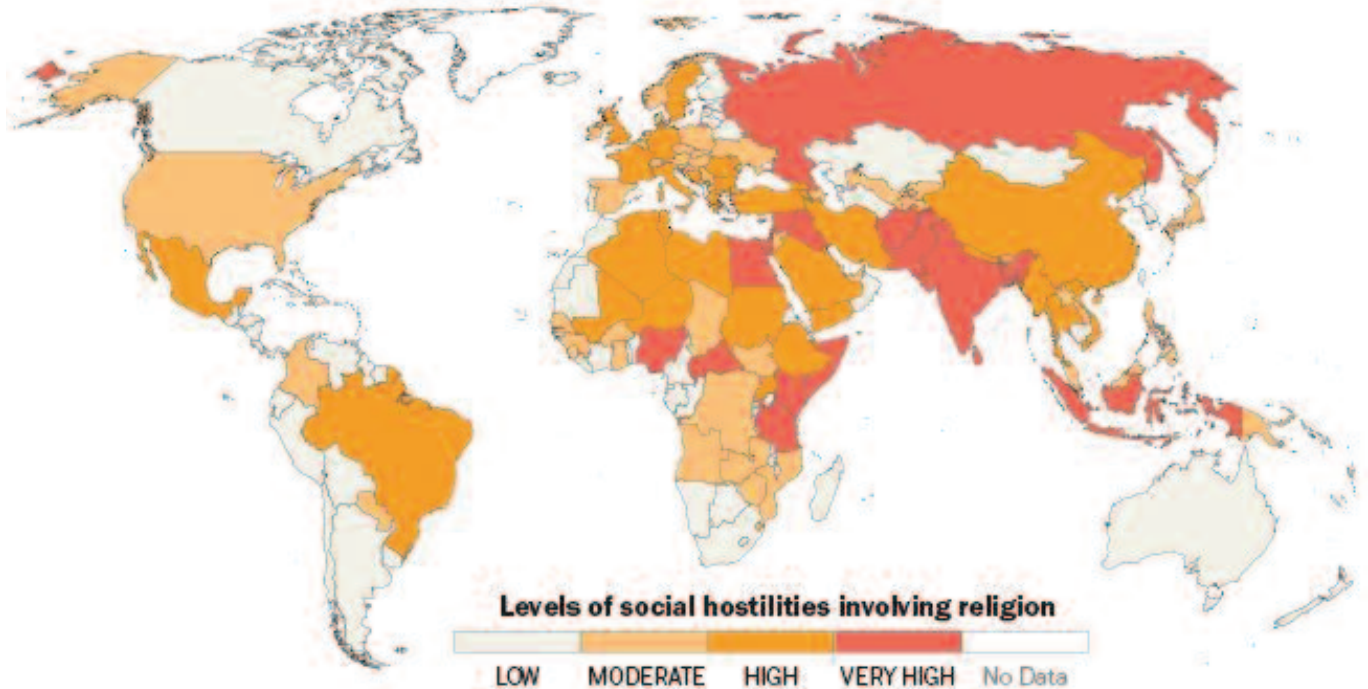 Levels of social hostilities involving religion
LOW MODERATE HIGH VERY HIGH No Data